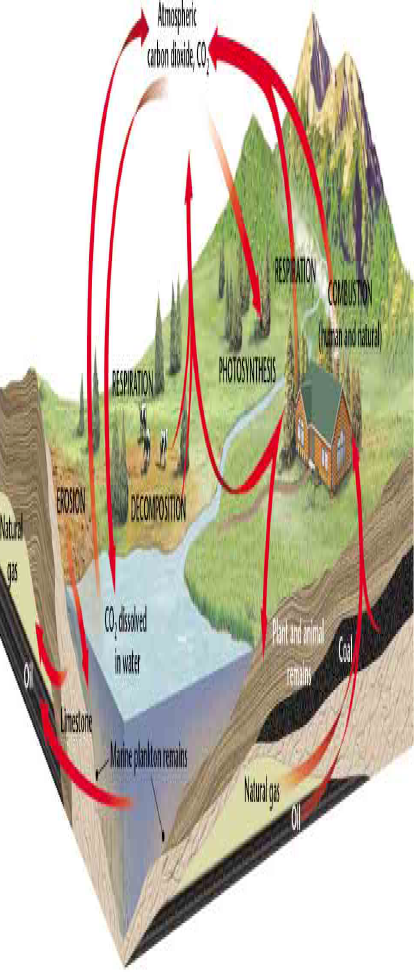 Atmospheric
carbon dioxide, CO2
RESPIRATION
COMBUSTION
(human and natural)
PHOTOSYNTHESIS
RESPIRATION
EROSION
DECOMPOSITION
Natural
gas
CO2 dissolved
in water
Plant and animal
remains
Coal
Oil
Limestone
Marine plankton remains
Natural gas
Oil